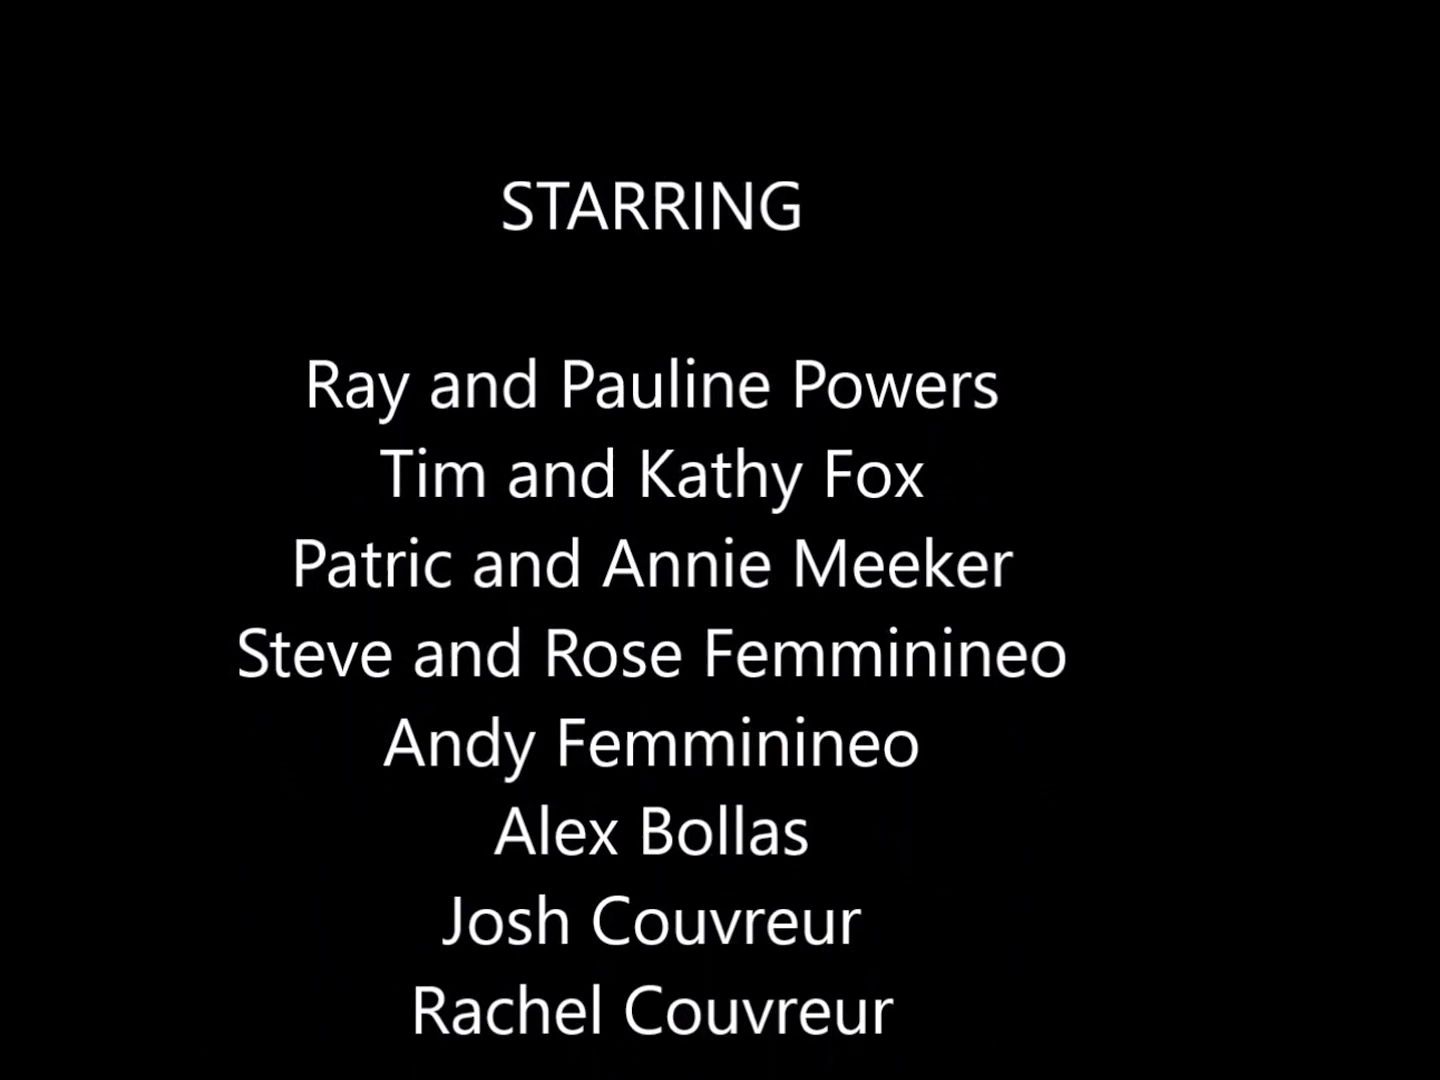 STARRING
Ray and Pauline Powers
Tim and Kathy Fox
Patric and Annie Meeker
Steve and Rose Femminineo
Andy Femminineo
Alex Bollas
Josh Couvreur
Rachel Couvreur